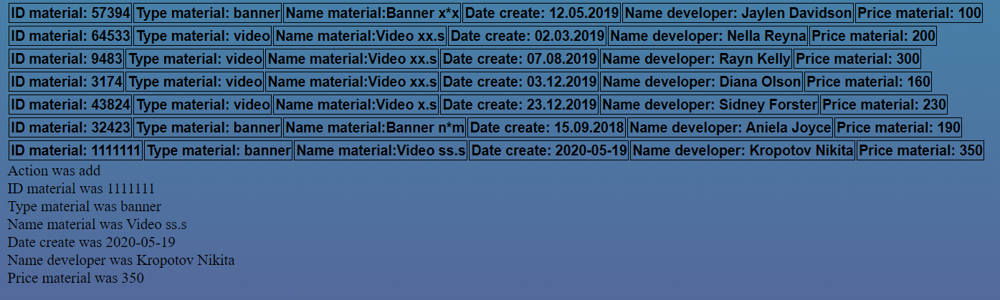 ID material: 57394 Type material: banner Name material:Banner x*x Date create: 12.05.2019 Name developer: Jaylen Davidson Price material: 100
ID material: 64533 Type material: video Name material:Video xx.s Date create: 02.03.2019 Name developer: Nella Reyna Price material: 200
ID material: 9483 Type material: video Name material:Video xx.s Date create: 07.08.2019 Name developer: Rayn Kelly Price material: 300
ID material: 3174 Type material: video Name material:Video xx.s Date create: 03.12.2019 Name developer: Diana Olson Price material: 160
ID material: 43824 Type material: video Name material:Video x.s Date create: 23.12.2019 Name developer: Sidney Forster Price material: 230
ID material: 32423 Type material: banner Name material:Banner n*m Date create: 15.09.2018 Name developer: Aniela Joyce Price material: 190
ID material: 1111111 Type material: banner Name material:Video ss.s Date create: 2020-05-19 Name developer: Kropotov Nikita Price material: 350
Action was add
ID material was 1111111
Type material was banner
Name material was Video ss.s
Date create was 2020-05-19
Name developer was Kropotov Nikita
Price material was 350